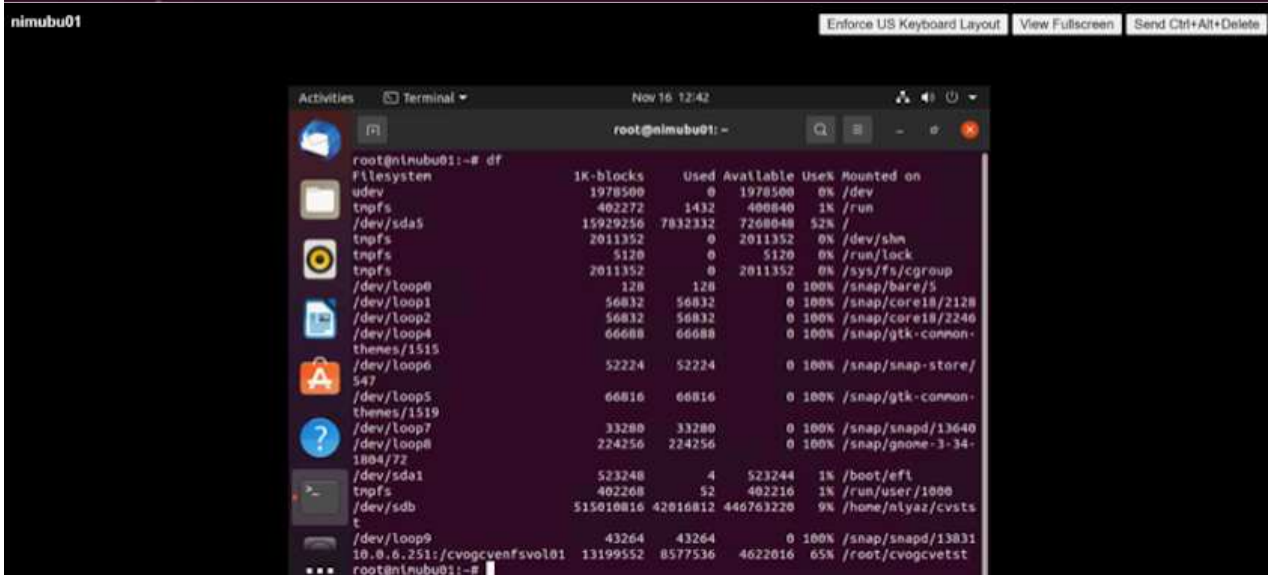 nimubu01
Enforce US Keyboard Layout View Fullscreen Send Ctrl+Alt+Delete
Activities Terminal Nov 16 12:42
root@nimubu01: ~
root@nimubu01:~# df
Filesystem 1K-blocks Used Available Use% Mounted on
udev 1978500 0 1978500 0% /dev
tmpfs 402272 1432 400840 1% /run
/dev/sda5 15929256 7832332 7268048 52% /
tmpfs 2011352 0 2011352 0% /dev/shm
tmpfs 5120 0 5120 0% /run/lock
tmpfs 2011352 0 2011352 0% /sys/fs/cgroup
/dev/loop0 128 128 0 100% /snap/bare/5
/dev/loop1 56832 56832 0 100% /snap/core18/2128
/dev/loop2 56832 56832 0 100% /snap/core18/2246
/dev/loop4 66688 66688 0 100% /snap/gtk-common-
themes/1515
/dev/loop6 52224 52224 0 100% /snap/snap-store/
547
/dev/loop5 66816 66816 0 100% /snap/gtk-common-
themes/1519
/dev/loop7 33280 33280 0 100% /snap/snapd/13640
/dev/loop8 224256 224256 0 100% /snap/gnome-3-34-
1804/72
/dev/sda1 523248 4 523244 1% /boot/efi
tmpfs 402268 52 402216 1% /run/user/1000
/dev/sdb 515010816 42016812 446763220 9% /home/niyaz/cvsts
t
/dev/loop9 43264 43264 0 100% /snap/snapd/13831
10.0.6.251:/cvogcvenfsvol01 13199552 8577536 4622016 65% /root/cvogcvetst
root@nimubu01:~#